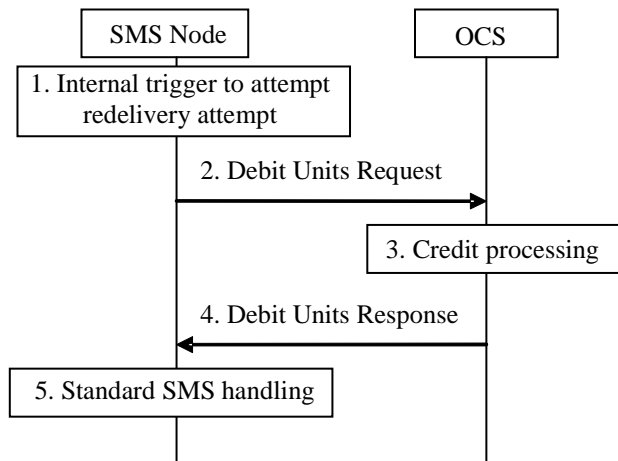 SMS Node
OCS
1. Internal trigger to attempt
redelivery attempt
2. Debit Units Request
3. Credit processing
4. Debit Units Response
5. Standard SMS handling